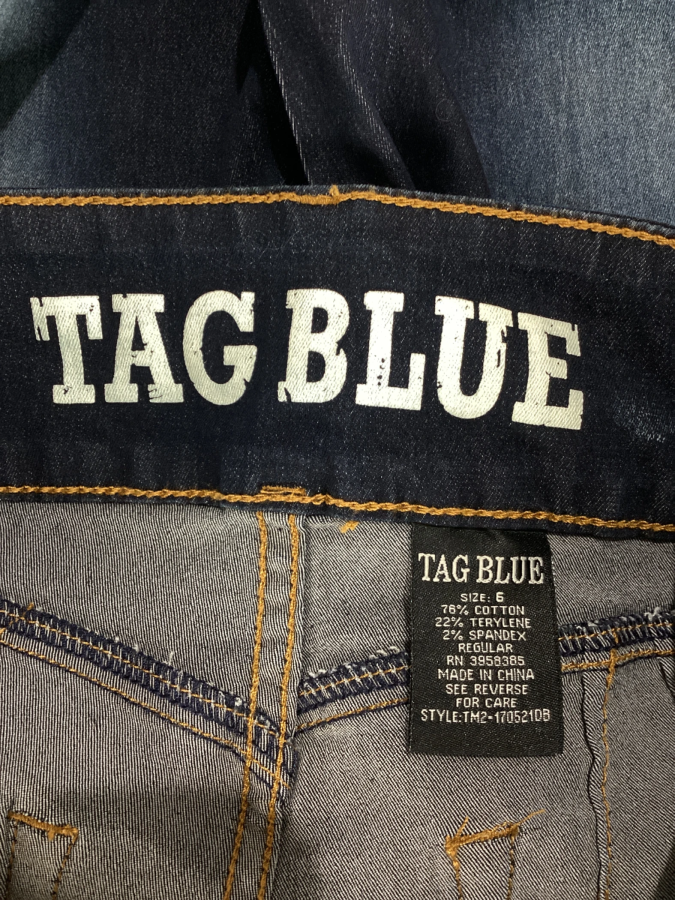 TAG BLUE
TAG BLUE
SIZE: 6
76% COTTON
22% TERYLENE
2% SPANDEX
REGULAR
RN 3958385
MADE IN CHINA
SEE REVERSE
FOR CARE
STYLE:TM2-170521DB